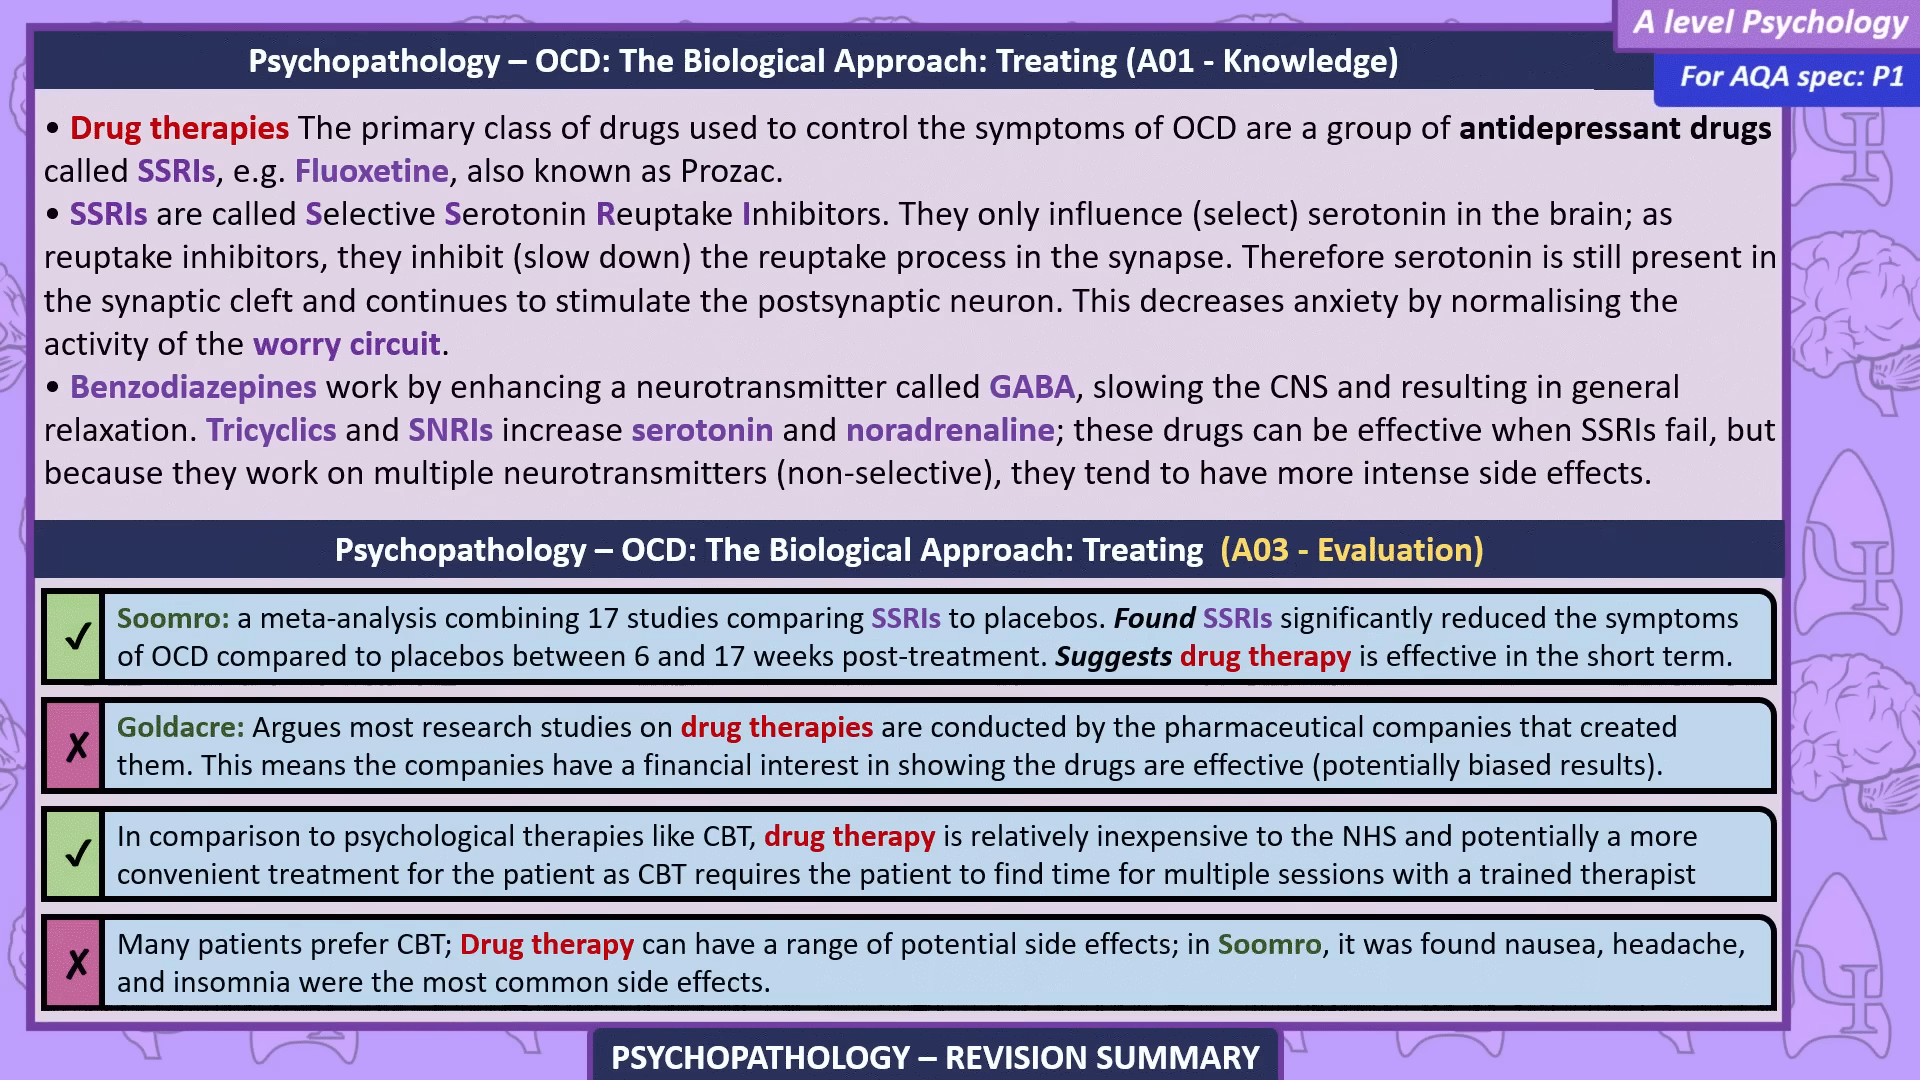 A level Psychology
For AQA spec: P1
Psychopathology – OCD: The Biological Approach: Treating (A01 - Knowledge)
• Drug therapies The primary class of drugs used to control the symptoms of OCD are a group of antidepressant drugs
called SSRIs, e.g. Fluoxetine, also known as Prozac.
• SSRIs are called Selective Serotonin Reuptake Inhibitors. They only influence (select) serotonin in the brain; as
reuptake inhibitors, they inhibit (slow down) the reuptake process in the synapse. Therefore serotonin is still present in
the synaptic cleft and continues to stimulate the postsynaptic neuron. This decreases anxiety by normalising the
activity of the worry circuit.
• Benzodiazepines work by enhancing a neurotransmitter called GABA, slowing the CNS and resulting in general
relaxation. Tricyclics and SNRIs increase serotonin and noradrenaline; these drugs can be effective when SSRIs fail, but
because they work on multiple neurotransmitters (non-selective), they tend to have more intense side effects.
Psychopathology – OCD: The Biological Approach: Treating (A03 - Evaluation)
✓ Soomro: a meta-analysis combining 17 studies comparing SSRIs to placebos. Found SSRIs significantly reduced the symptoms
of OCD compared to placebos between 6 and 17 weeks post-treatment. Suggests drug therapy is effective in the short term.
✗ Goldacre: Argues most research studies on drug therapies are conducted by the pharmaceutical companies that created
them. This means the companies have a financial interest in showing the drugs are effective (potentially biased results).
✓ In comparison to psychological therapies like CBT, drug therapy is relatively inexpensive to the NHS and potentially a more
convenient treatment for the patient as CBT requires the patient to find time for multiple sessions with a trained therapist
✗ Many patients prefer CBT; Drug therapy can have a range of potential side effects; in Soomro, it was found nausea, headache,
and insomnia were the most common side effects.
PSYCHOPATHOLOGY – REVISION SUMMARY